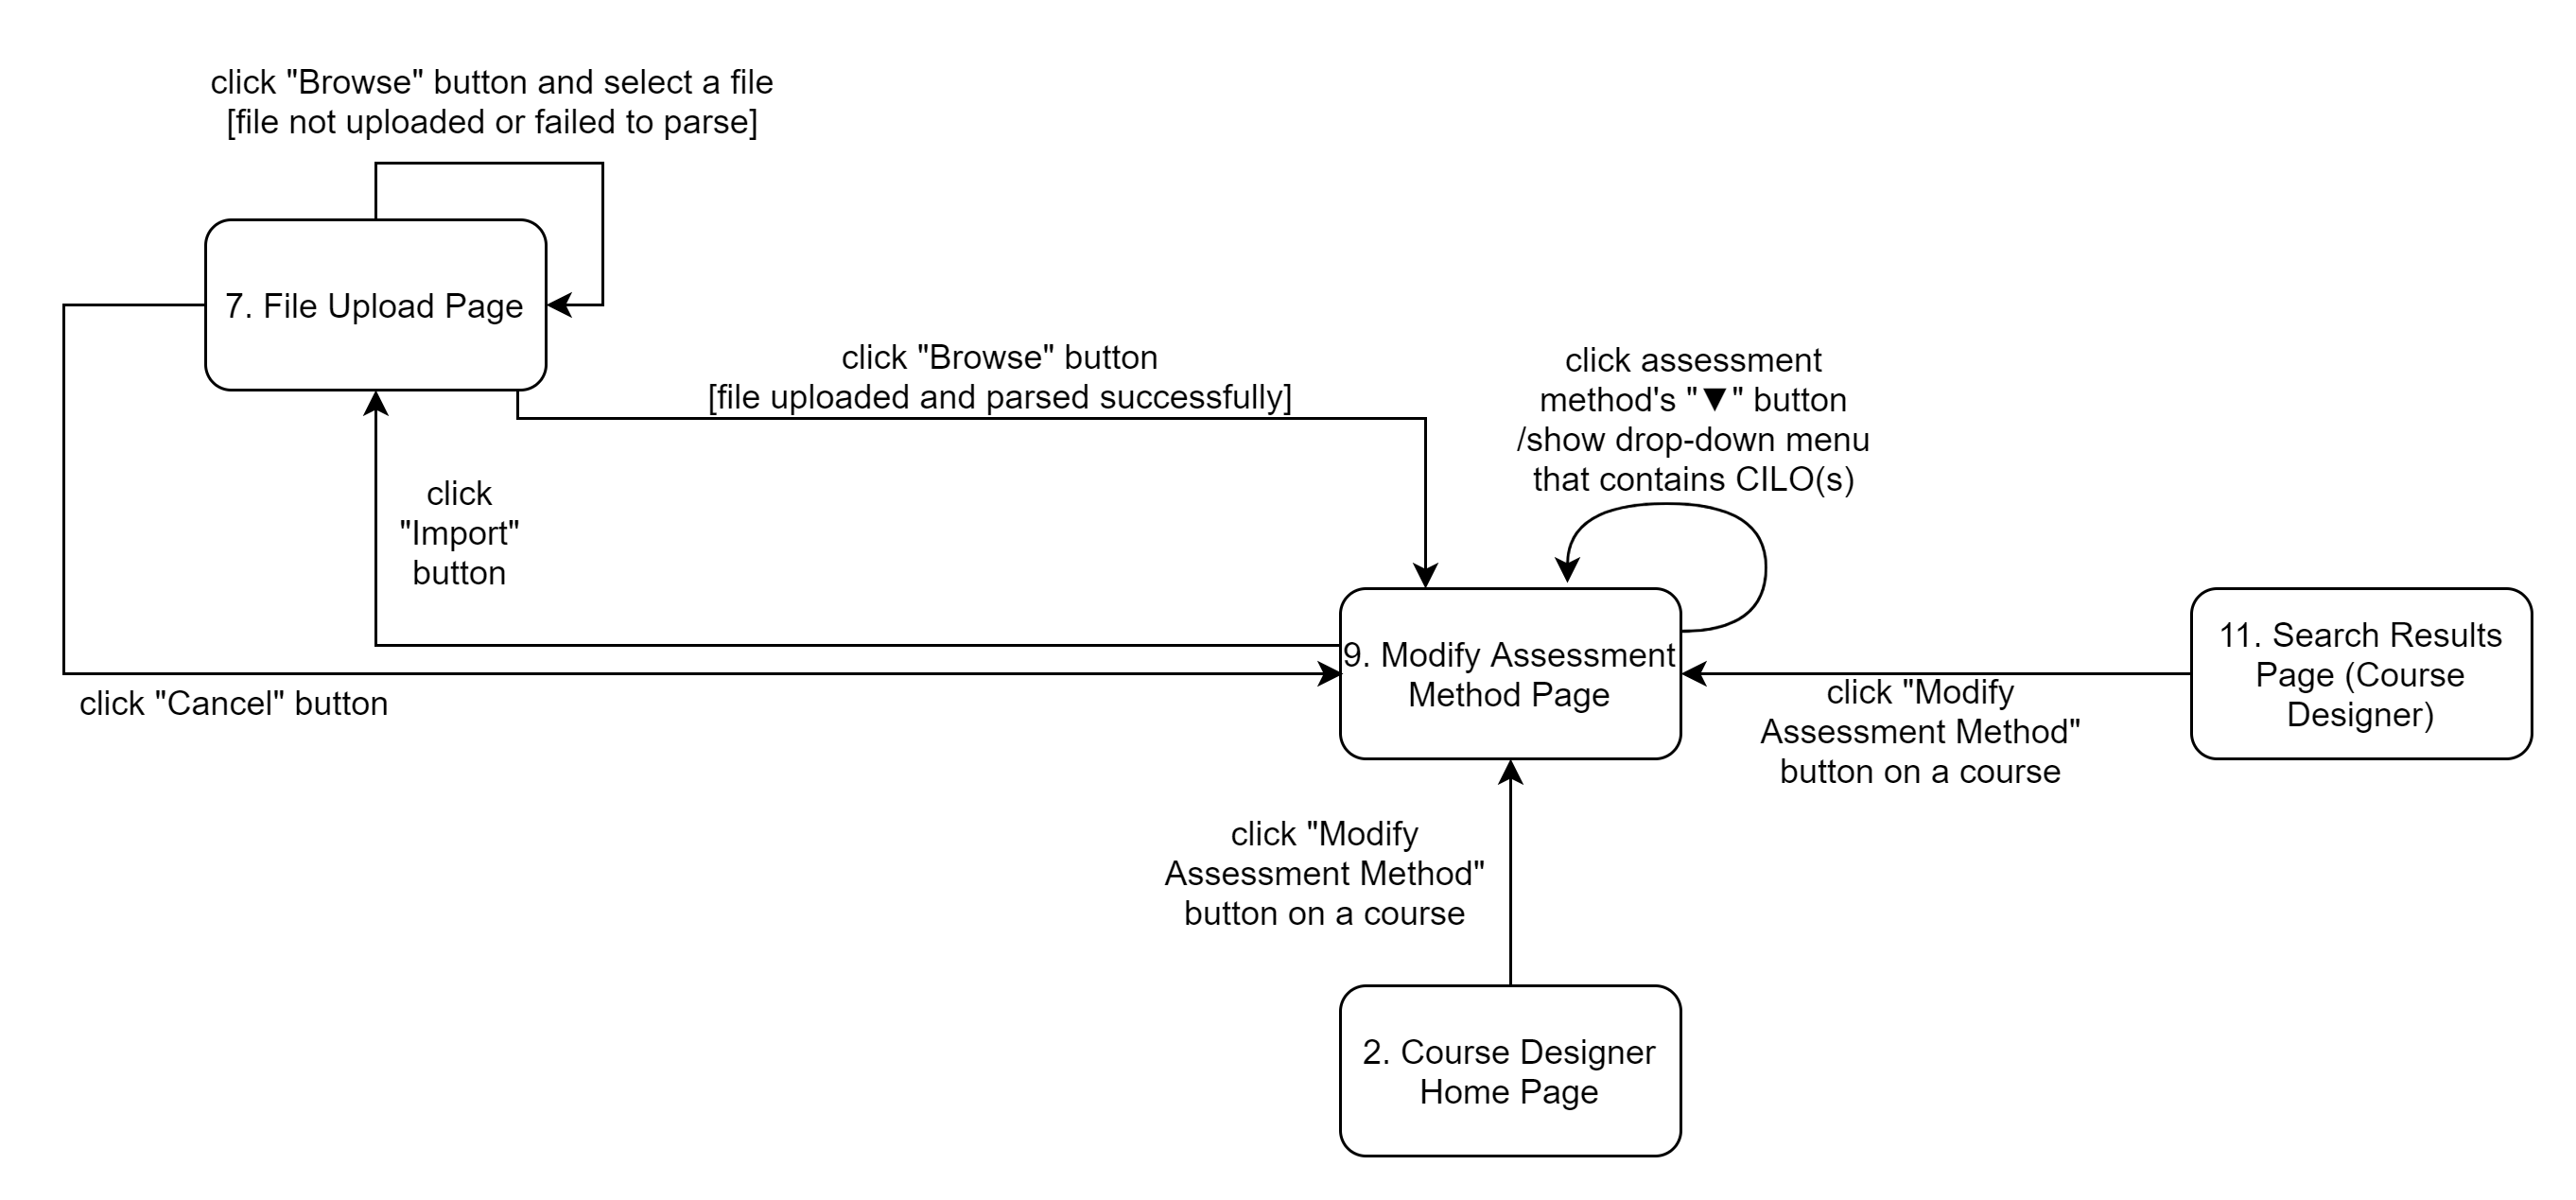 click "Browse" button and select a file
[file not uploaded or failed to parse]
7. File Upload Page
click "Browse" button
[file uploaded and parsed successfully]
click assessment
method's "▼" button
/show drop-down menu
that contains CILO(s)
click
"Import"
button
9. Modify Assessment
Method Page
11. Search Results
Page (Course
Designer)
click "Cancel" button
click "Modify
Assessment Method"
button on a course
click "Modify
Assessment Method"
button on a course
2. Course Designer
Home Page